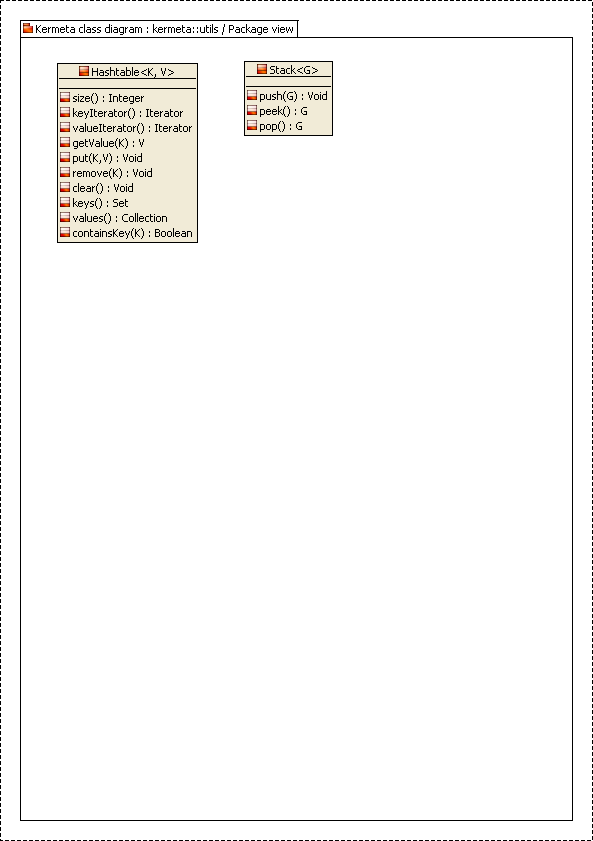 Kermeta class diagram : kermeta::utils / Package view
Hashtable<K, V>
size() : Integer
keyIterator() : Iterator
valueIterator() : Iterator
getValue(K) : V
put(K,V) : Void
remove(K) : Void
clear() : Void
keys() : Set
values() : Collection
containsKey(K) : Boolean
Stack<G>
push(G) : Void
peek() : G
pop() : G